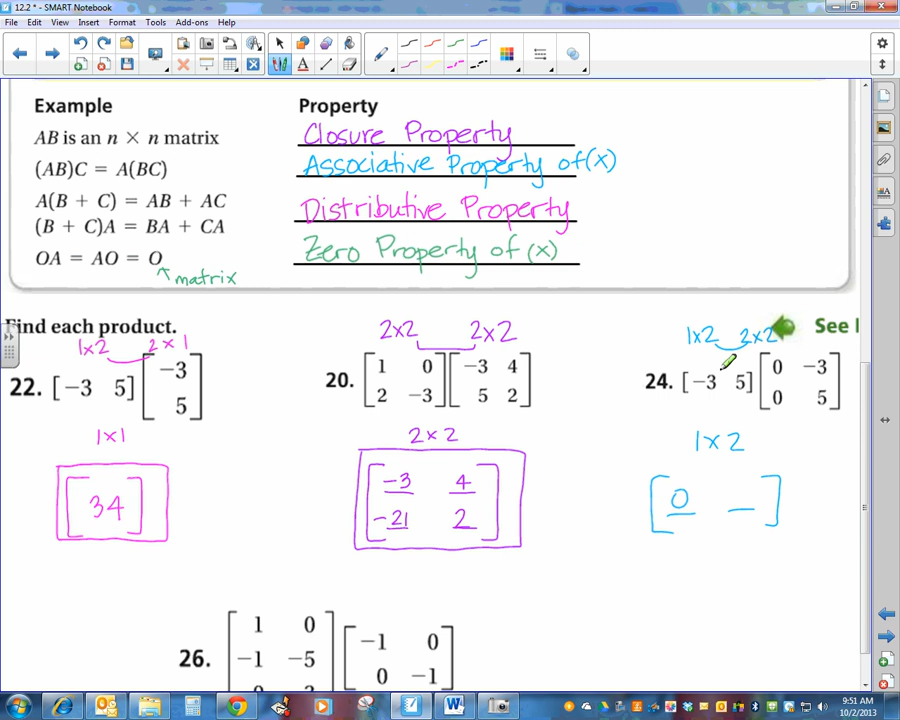 12.2 * - SMART Notebook
File Edit View Insert Format Tools Add-ons Help
Example Property
AB is an n × n matrix Closure Property
(AB)C = A(BC) Associative Property of (x)
A(B + C) = AB + AC Distributive Property
(B + C)A = BA + CA
OA = AO = O Zero Property of (x)
matrix
Find each product.
See
1x2 2x1 2x2 2x2 1x2 2x2
22. [−3 5] [−3 20. [1 0 [−3 4 24. [−3 5] [0 −3
5] 2 −3] 5 2] 0 5]
1x1 2x2 1x2
[34] [-3 4 [0 _]
-21 2]
26. [1 0 [−1 0
−1 −5 0 −1]
9:51 AM
10/2/2013